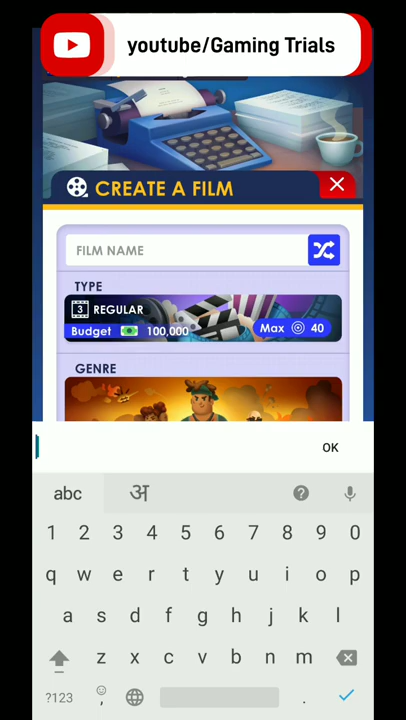 youtube/Gaming Trials
CREATE A FILM
FILM NAME
TYPE
3 REGULAR
Budget 100,000 Max 40
GENRE
OK
abc अ
1 2 3 4 5 6 7 8 9 0
q w e r t y u i o p
a s d f g h j k l
z x c v b n m
?123 , .